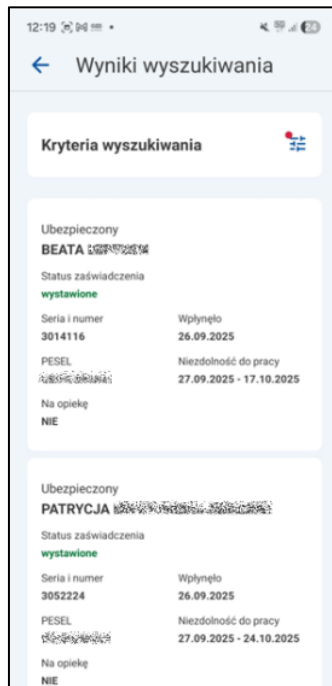 12:19
24
Wyniki wyszukiwania
Kryteria wyszukiwania
Ubezpieczony
BEATA
Status zaświadczenia
wystawione
Seria i numer Wpłynęło
3014116 26.09.2025
PESEL Niezdolność do pracy
27.09.2025 - 17.10.2025
Na opiekę
NIE
Ubezpieczony
PATRYCJA
Status zaświadczenia
wystawione
Seria i numer Wpłynęło
3052224 26.09.2025
PESEL Niezdolność do pracy
27.09.2025 - 24.10.2025
Na opiekę
NIE